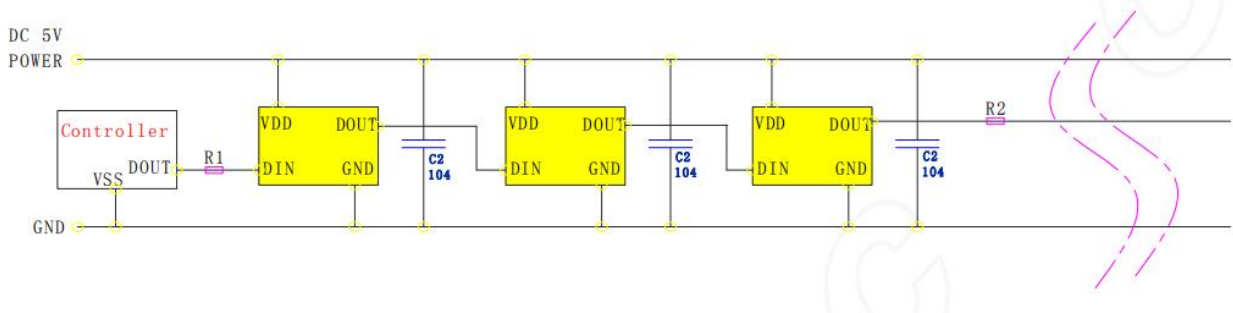 DC 5V
POWER
Controller
DOUT
VSS
R1
VDD
DOUT
DIN
GND
C2
104
VDD
DOUT
DIN
GND
C2
104
VDD
DOUT
DIN
GND
C2
104
R2
GND